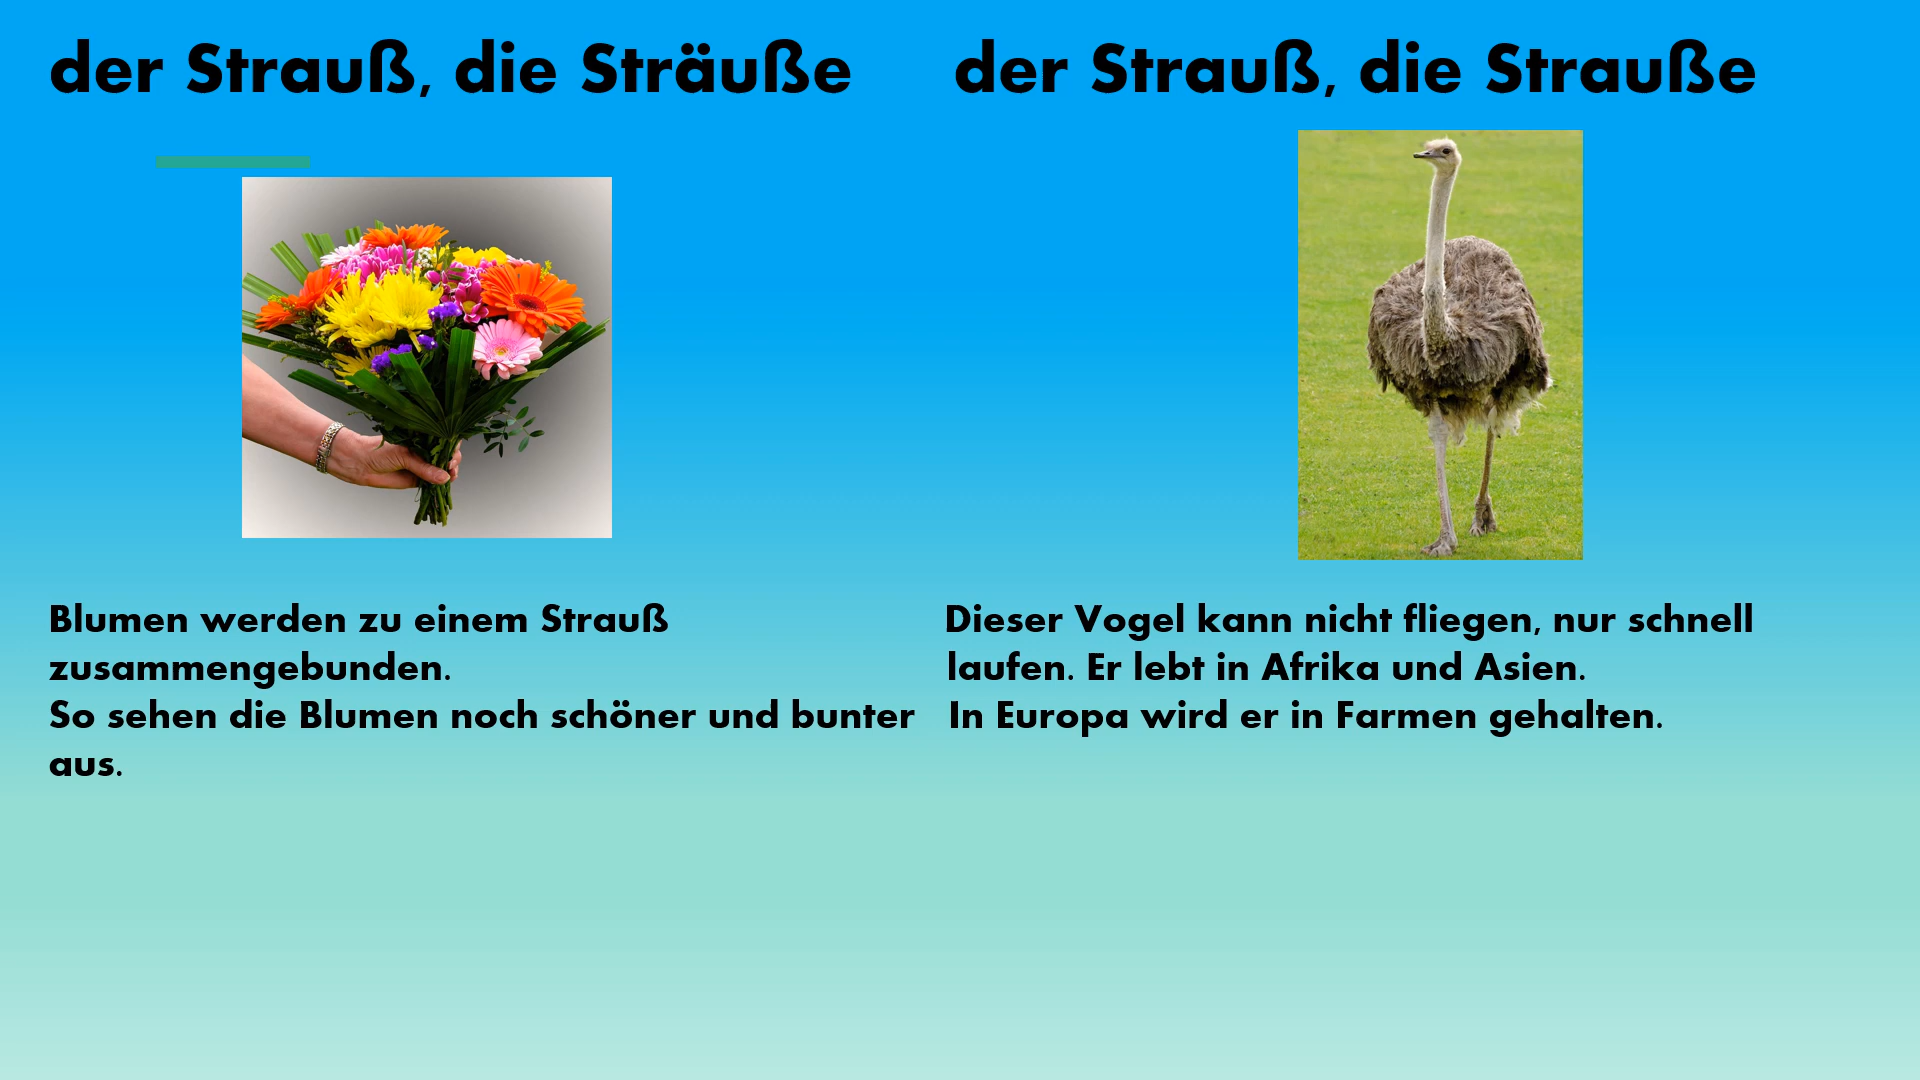 der Strauß, die Sträuße
Blumen werden zu einem Strauß
zusammengebunden.
So sehen die Blumen noch schöner und bunter
aus.
der Strauß, die Strauße
Dieser Vogel kann nicht fliegen, nur schnell
laufen. Er lebt in Afrika und Asien.
In Europa wird er in Farmen gehalten.